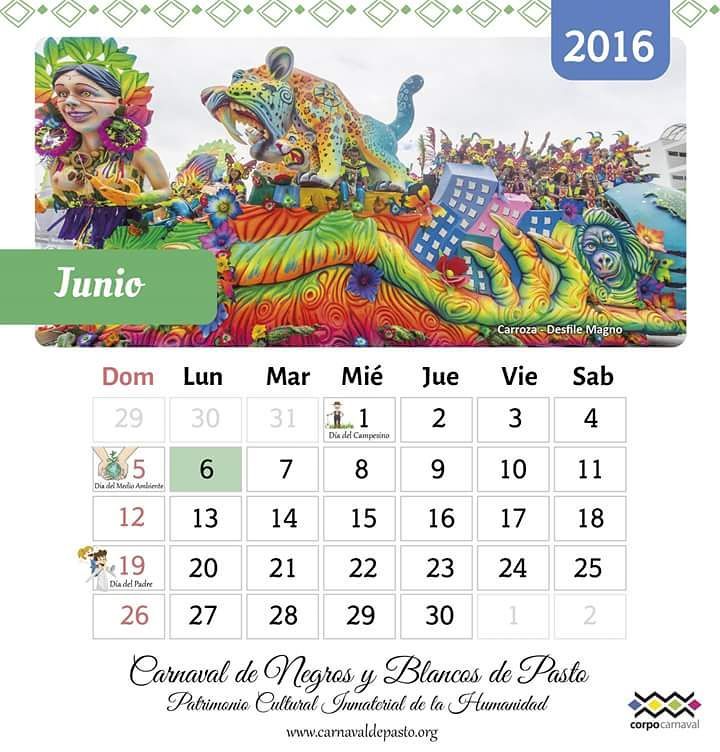 2016
Junio
Carroza - Desfile Magno
Dom Lun Mar Mié Jue Vie Sab
29 30 31 1 2 3 4
Día del Campesino
5 6 7 8 9 10 11
Día del Medio Ambiente
12 13 14 15 16 17 18
19 20 21 22 23 24 25
Día del Padre
26 27 28 29 30 1 2
Carnaval de Negros y Blancos de Pasto
Patrimonio Cultural Inmaterial de la Humanidad
www.carnavaldepasto.org
corpocarnaval